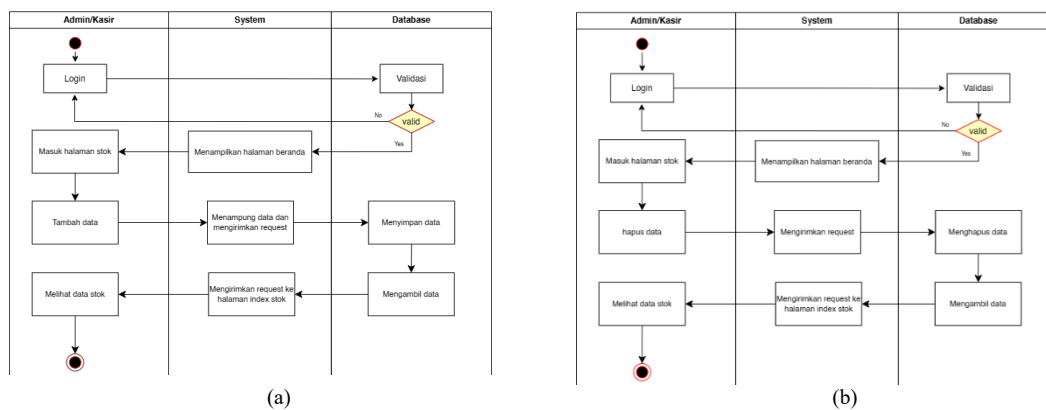 Admin/Kasir
System
Database
Login
Validasi
No
valid
Yes
Masuk halaman stok
Menampilkan halaman beranda
Tambah data
Menampung data dan
mengirimkan request
Menyimpan data
Melihat data stok
Mengirimkan request ke
halaman index stok
Mengambil data
(a)
Admin/Kasir
System
Database
Login
Validasi
No
valid
Yes
Masuk halaman stok
Menampilkan halaman beranda
hapus data
Mengirimkan request
Menghapus data
Melihat data stok
Mengirimkan request ke
halaman index stok
Mengambil data
(b)